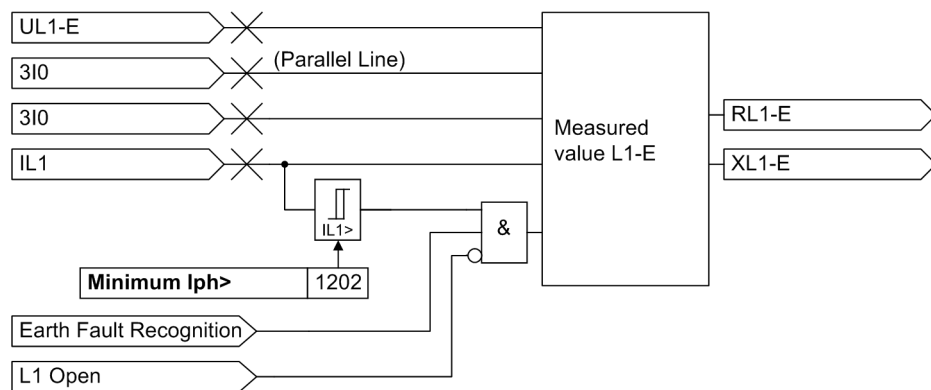 UL1-E
3I0
(Parallel Line)
3I0
IL1
Measured
value L1-E
RL1-E
XL1-E
IL1>
&
Minimum Iph>
1202
Earth Fault Recognition
L1 Open